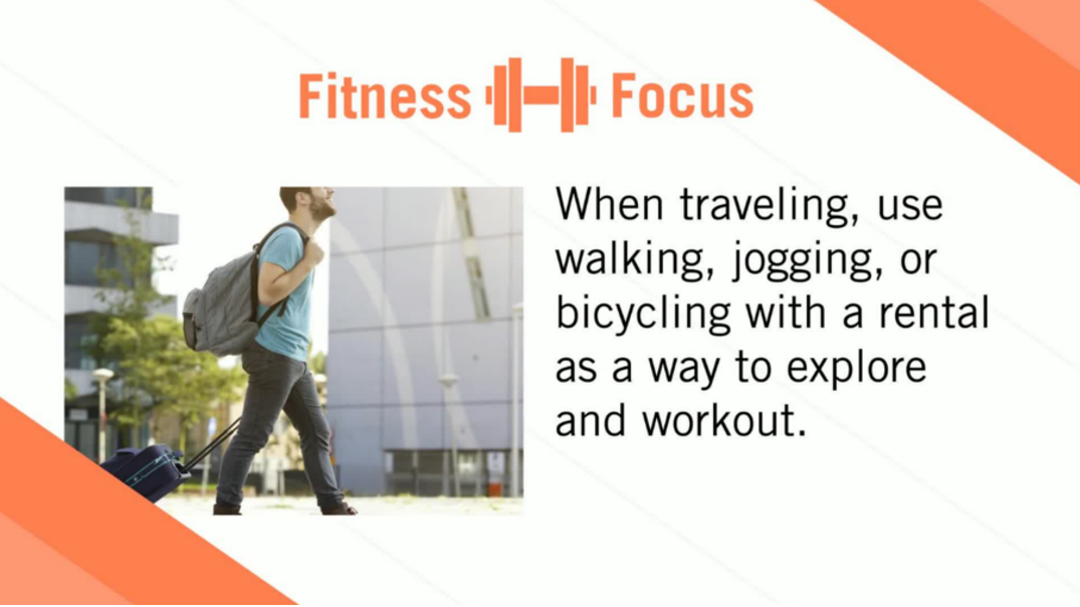 Fitness Focus
When traveling, use
walking, jogging, or
bicycling with a rental
as a way to explore
and workout.